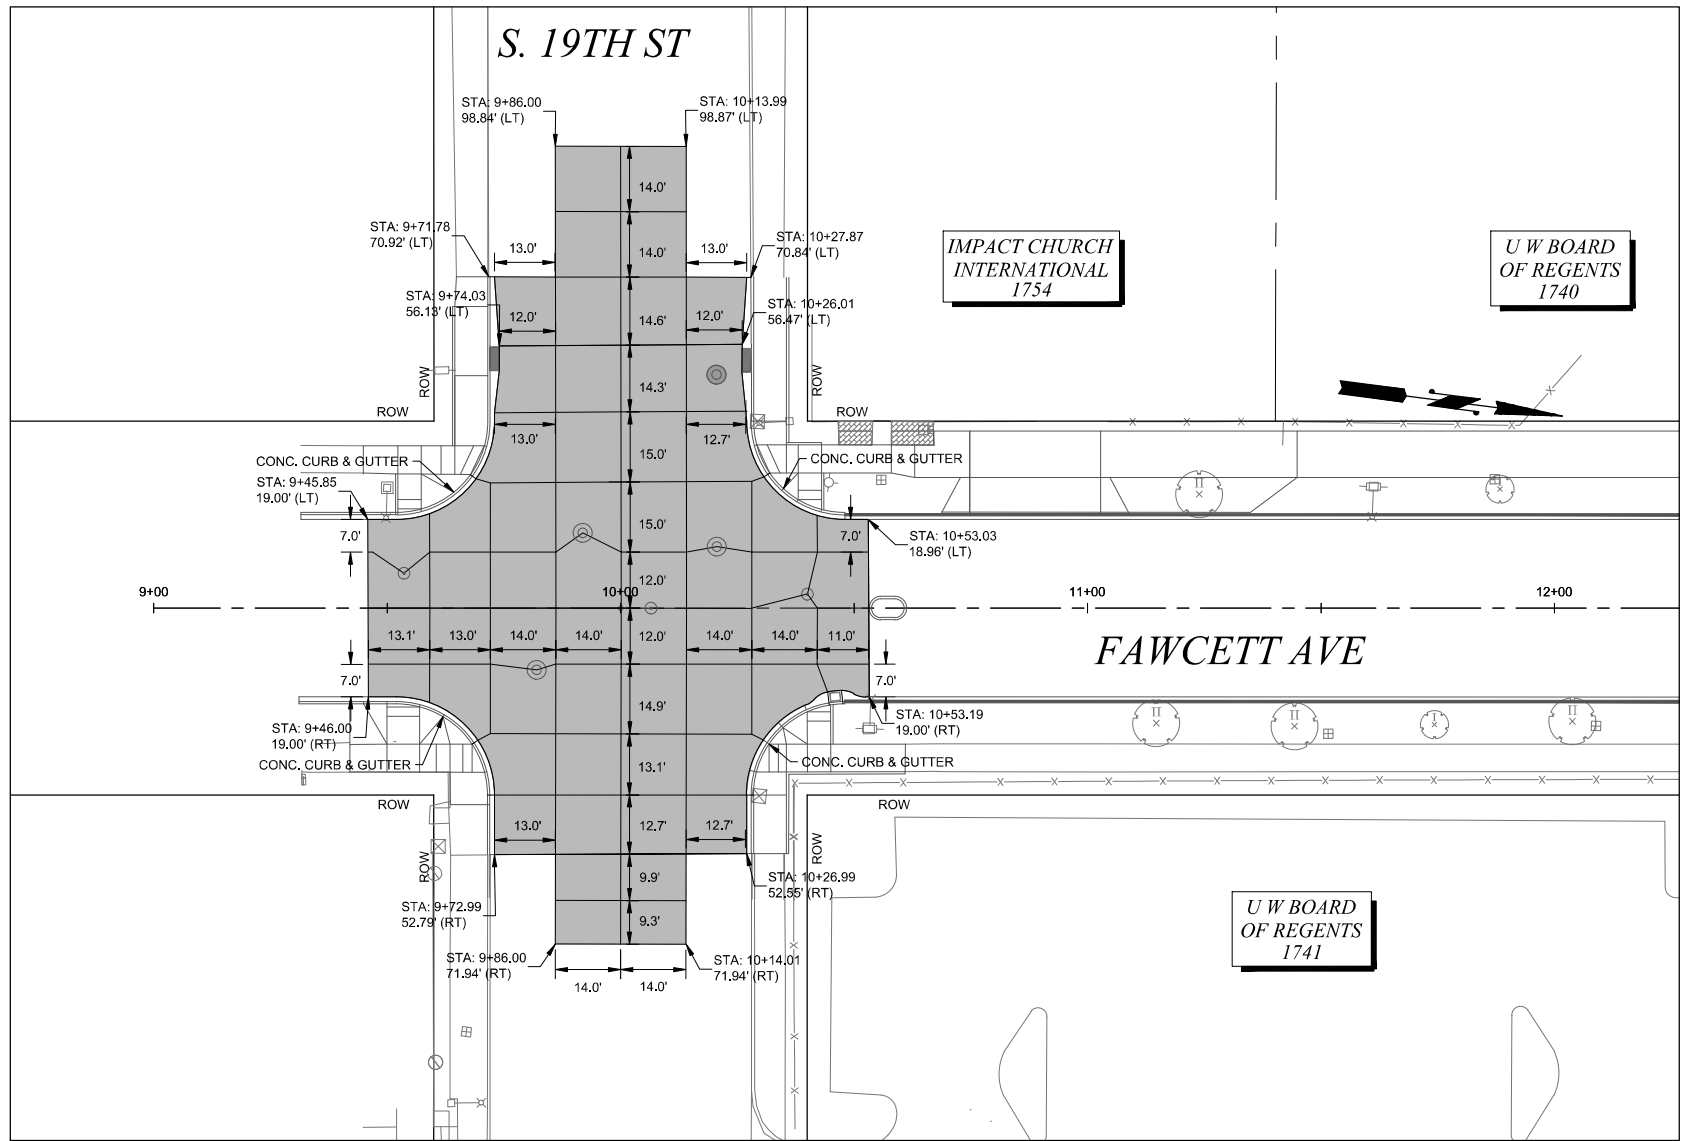 S. 19TH ST
STA: 9+86.00
98.84' (LT)
STA: 10+13.99
98.87' (LT)
14.0'
STA: 9+71.78
70.92' (LT)
13.0'
14.0'
13.0'
STA: 10+27.87
70.84' (LT)
IMPACT CHURCH
INTERNATIONAL
1754
U W BOARD
OF REGENTS
1740
STA: 9+74.03
56.13' (LT)
12.0'
14.6'
12.0'
STA: 10+26.01
56.47' (LT)
ROW
14.3'
ROW
ROW
ROW
13.0'
12.7'
CONC. CURB & GUTTER
15.0'
CONC. CURB & GUTTER
STA: 9+45.85
19.00' (LT)
II
7.0'
15.0'
7.0'
STA: 10+53.03
18.96' (LT)
9+00
10+00
12.0'
11+00
12+00
13.1'
13.0'
14.0'
14.0'
12.0'
14.0'
14.0'
11.0'
FAWCETT AVE
7.0'
7.0'
14.9'
STA: 9+46.00
19.00' (RT)
STA: 10+53.19
19.00' (RT)
II
II
I
II
CONC. CURB & GUTTER
13.1'
CONC. CURB & GUTTER
ROW
ROW
13.0'
12.7'
12.7'
ROW
ROW
9.9'
STA: 10+26.99
52.55' (RT)
STA: 9+72.99
52.79' (RT)
9.3'
U W BOARD
OF REGENTS
1741
STA: 9+86.00
71.94' (RT)
STA: 10+14.01
71.94' (RT)
14.0'
14.0'